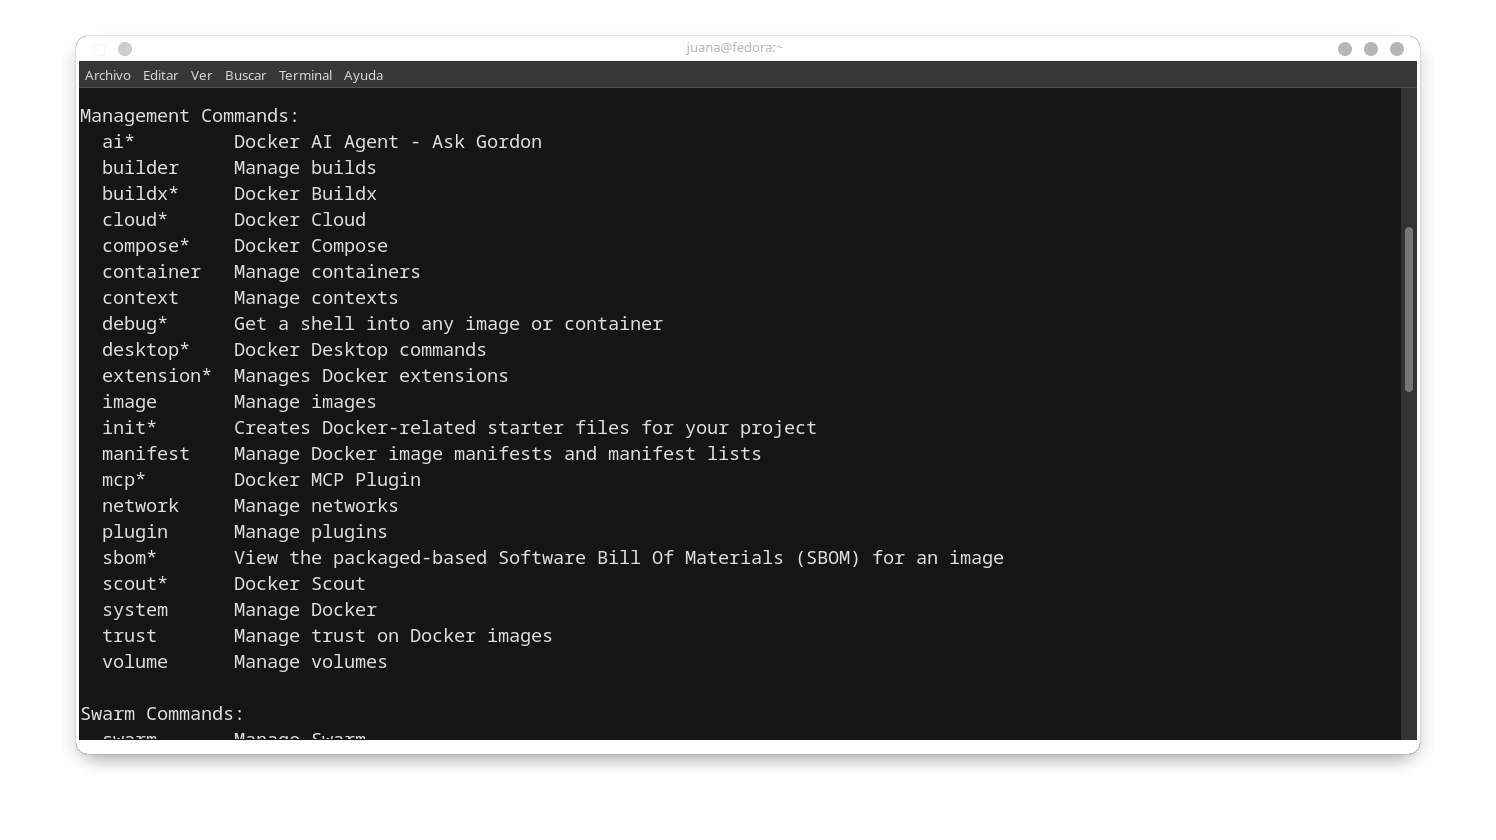 juana@fedora:~
Archivo Editar Ver Buscar Terminal Ayuda
Management Commands:
  ai*         Docker AI Agent - Ask Gordon
  builder     Manage builds
  buildx*     Docker Buildx
  cloud*      Docker Cloud
  compose*    Docker Compose
  container   Manage containers
  context     Manage contexts
  debug*      Get a shell into any image or container
  desktop*    Docker Desktop commands
  extension*  Manages Docker extensions
  image       Manage images
  init*       Creates Docker-related starter files for your project
  manifest    Manage Docker image manifests and manifest lists
  mcp*        Docker MCP Plugin
  network     Manage networks
  plugin      Manage plugins
  sbom*       View the packaged-based Software Bill Of Materials (SBOM) for an image
  scout*      Docker Scout
  system      Manage Docker
  trust       Manage trust on Docker images
  volume      Manage volumes
Swarm Commands:
  swarm       Manage Swarm